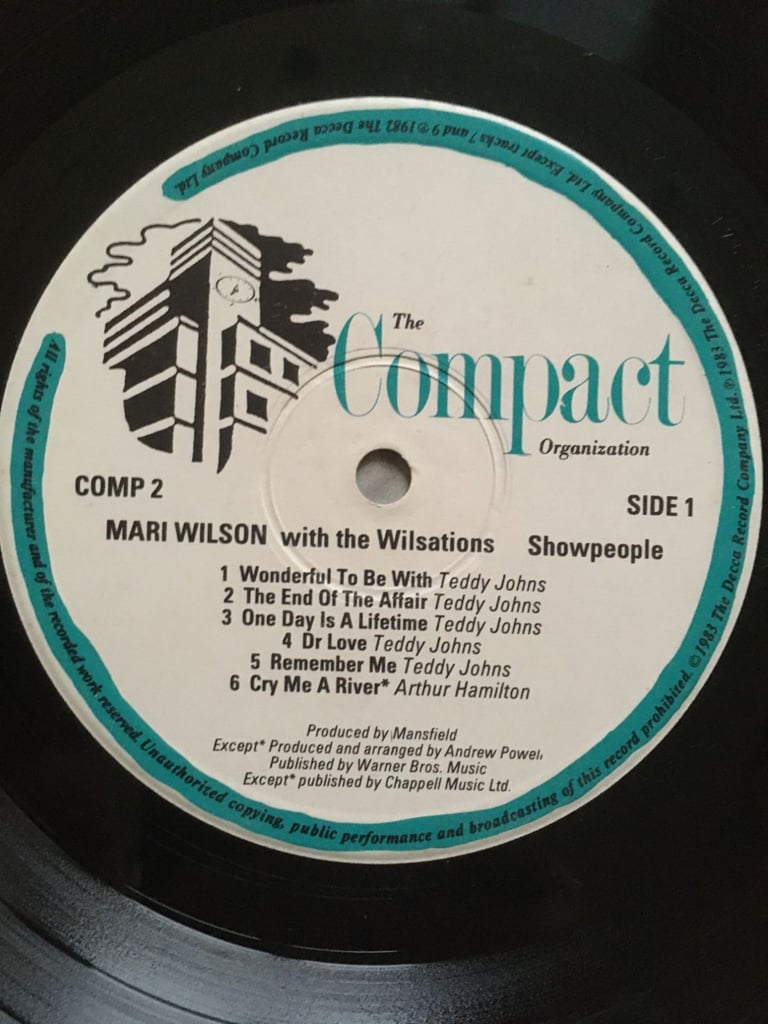 The
Compact
Organization
COMP 2
SIDE 1
MARI WILSON with the Wilsations Showpeople
1 Wonderful To Be With Teddy Johns
2 The End Of The Affair Teddy Johns
3 One Day Is A Lifetime Teddy Johns
4 Dr Love Teddy Johns
5 Remember Me Teddy Johns
6 Cry Me A River* Arthur Hamilton
Produced by Mansfield
Except* Produced and arranged by Andrew Powell
Published by Warner Bros. Music
Except* published by Chappell Music Ltd.
All rights of the manufacturer and of the recorded work reserved. Unauthorized copying, public performance and broadcasting of this record prohibited. ©1983 The Decca Record Company Ltd. ℗1983 The Decca Record Company Ltd. Except tracks 7 and 9 ℗1982 The Decca Record Company Ltd.